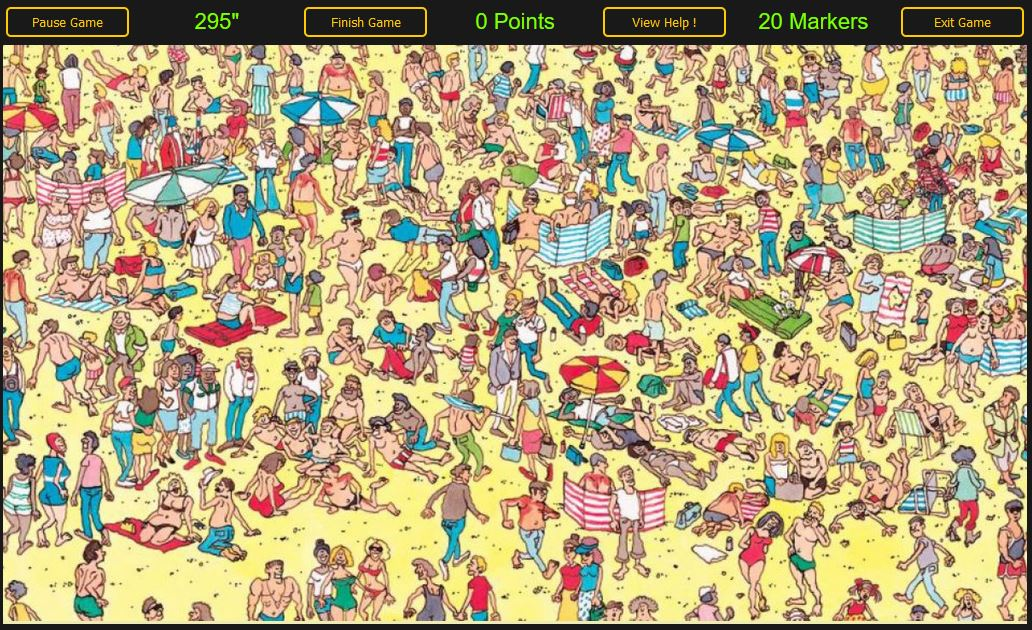 Pause Game
295"
Finish Game
0 Points
View Help !
20 Markers
Exit Game